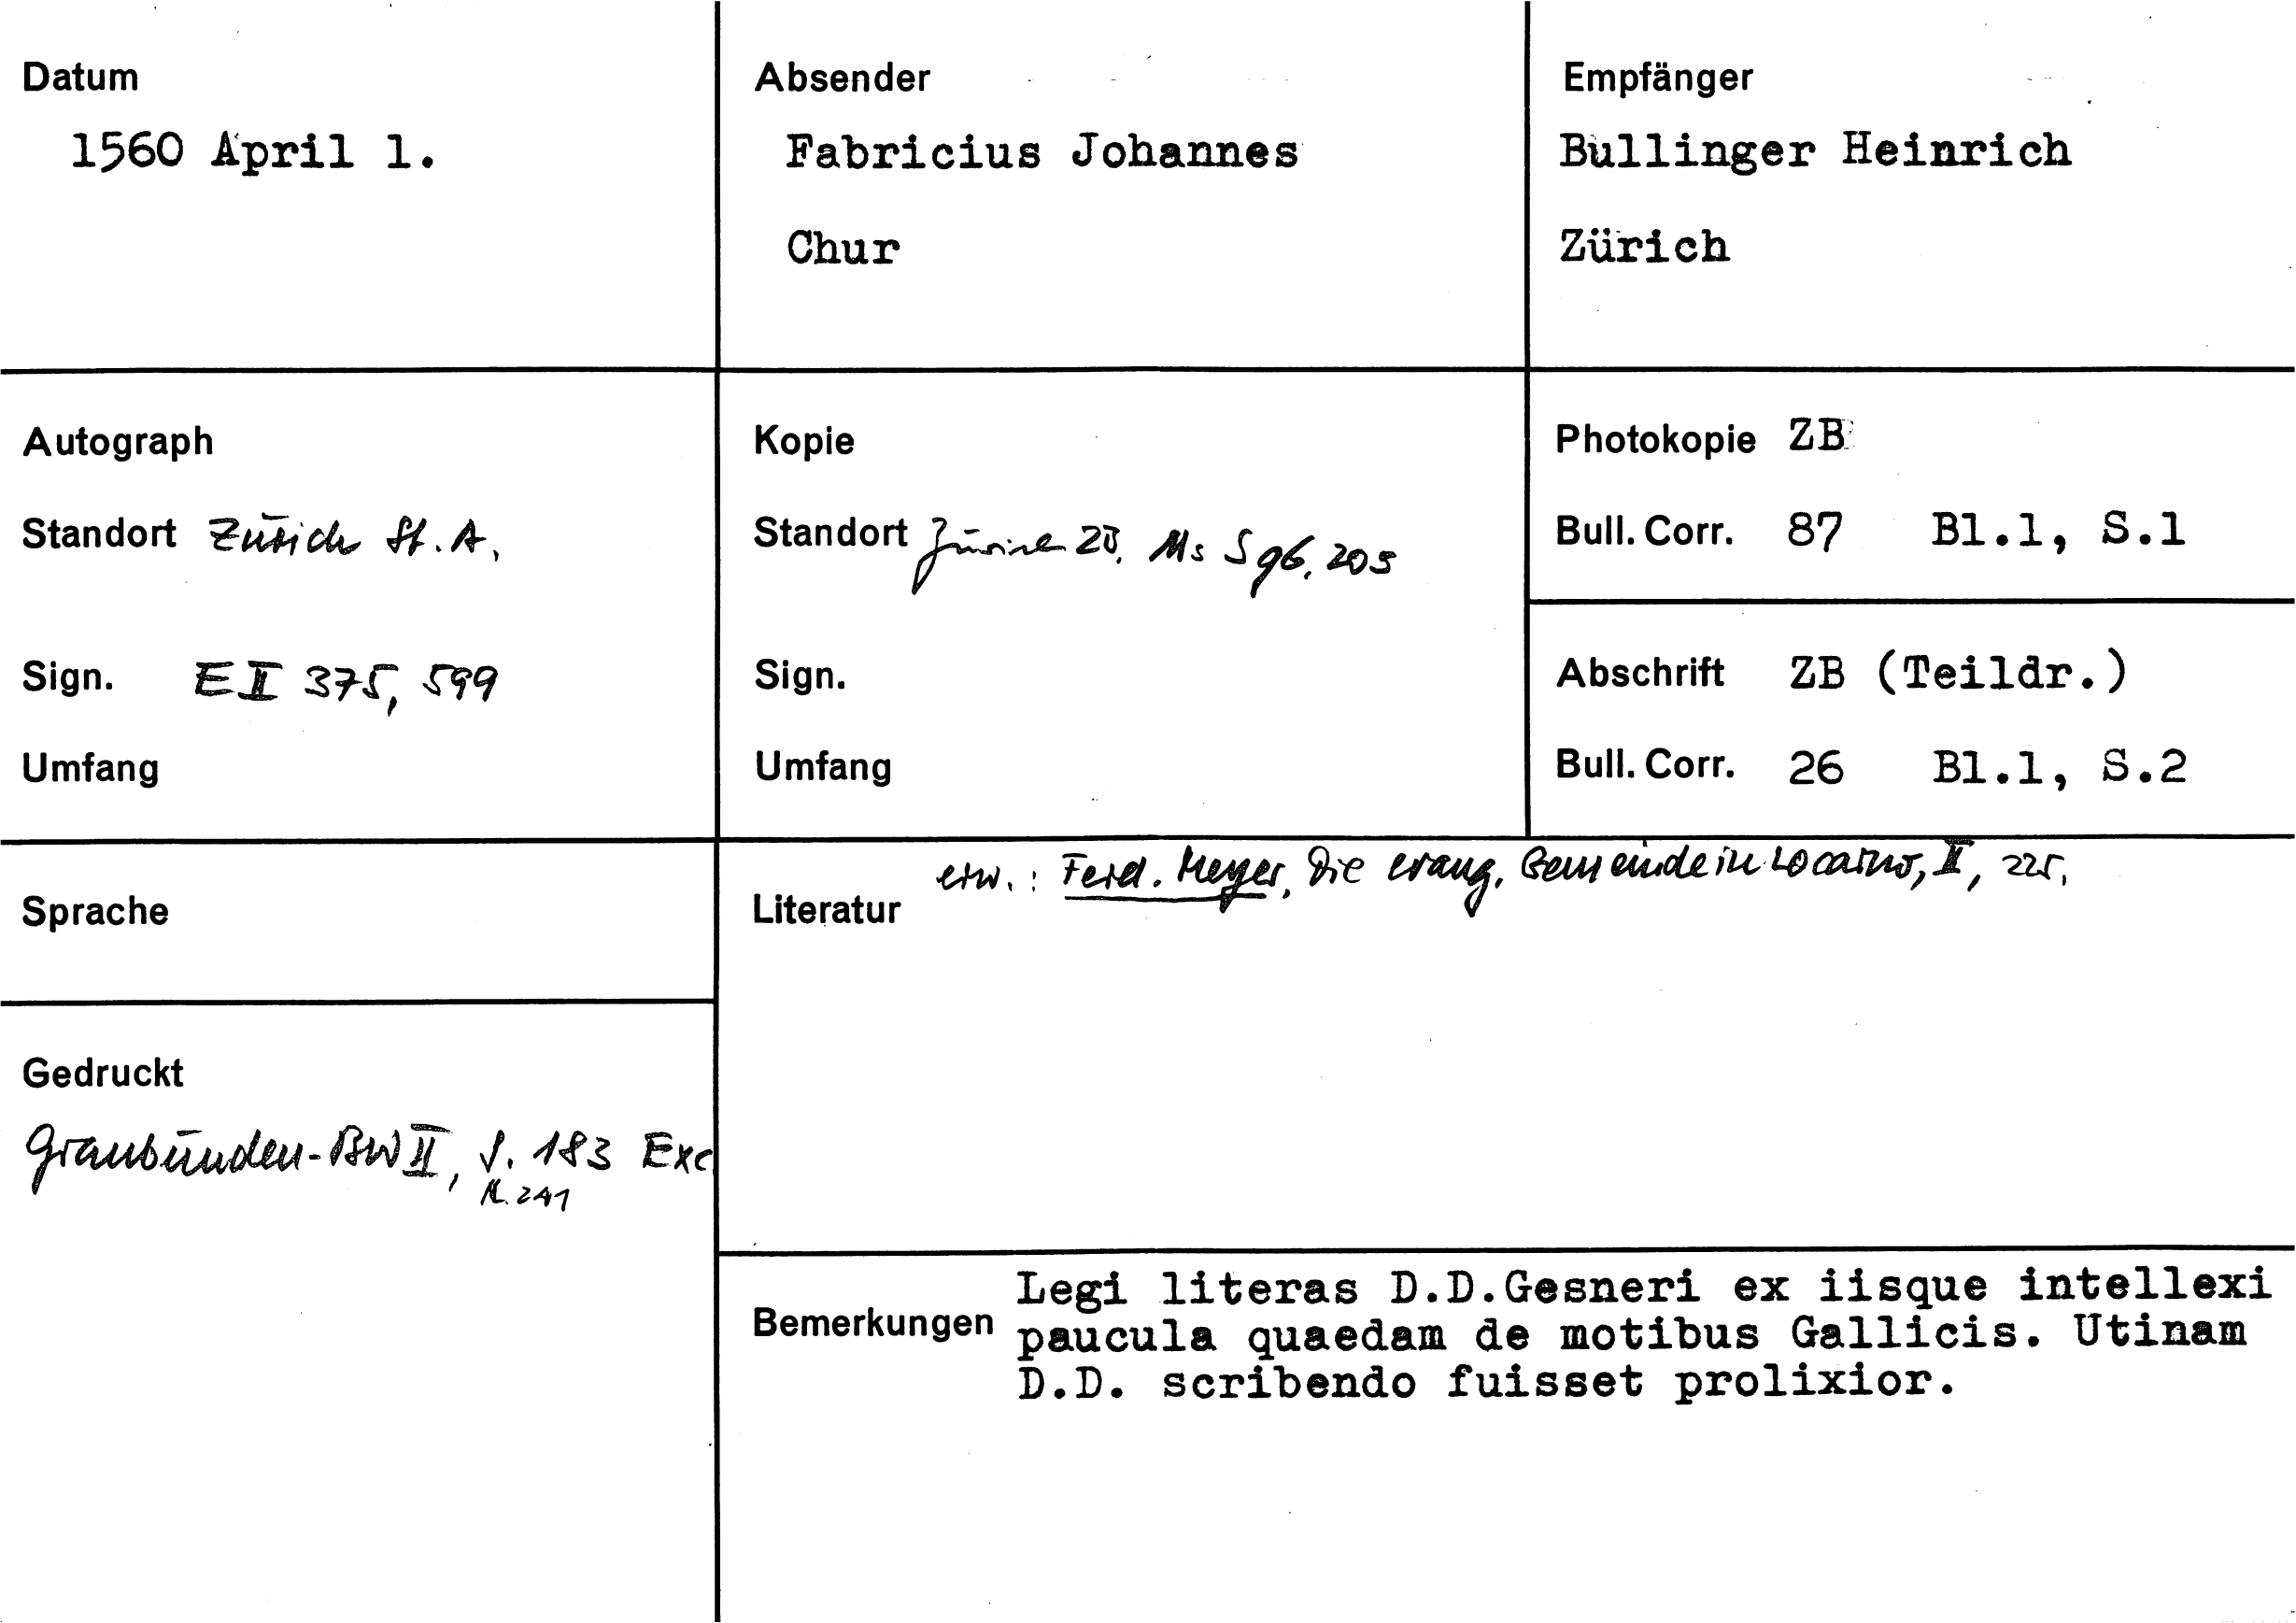 Datum
1560 April 1.
Absender
Fabricius Johannes
Chur
Empfänger
Bullinger Heinrich
Zürich
Autograph
Standort Zürich St. A.
Sign. E II 375, 599
Umfang
Kopie
Standort Zürich ZB, Ms S 96, 205
Sign.
Umfang
Photokopie ZB
Bull. Corr. 87 Bl.1, S.1
Abschrift ZB (Teildr.)
Bull. Corr. 26 Bl.1, S.2
Sprache
Gedruckt
Graubünden-BW II, S. 183 Exc
N. 241
Literatur erw.: Ferd. Meyer, Die evang. Gemeinde in Locarno, II, 225.
Bemerkungen
Legi literas D.D.Gesneri ex iisque intellexi
paucula quaedam de motibus Gallicis. Utinam
D.D. scribendo fuisset prolixior.